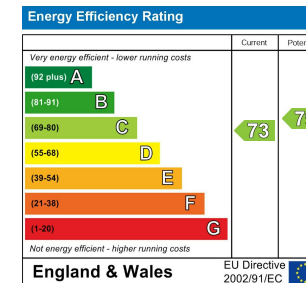 Energy Efficiency Rating
Current
Very energy efficient - lower running costs
(92 plus) A
(81-91) B
(69-80) C
73
(55-68) D
(39-54) E
(21-38) F
(1-20) G
Not energy efficient - higher running costs
England & Wales
EU Directive
2002/91/EC